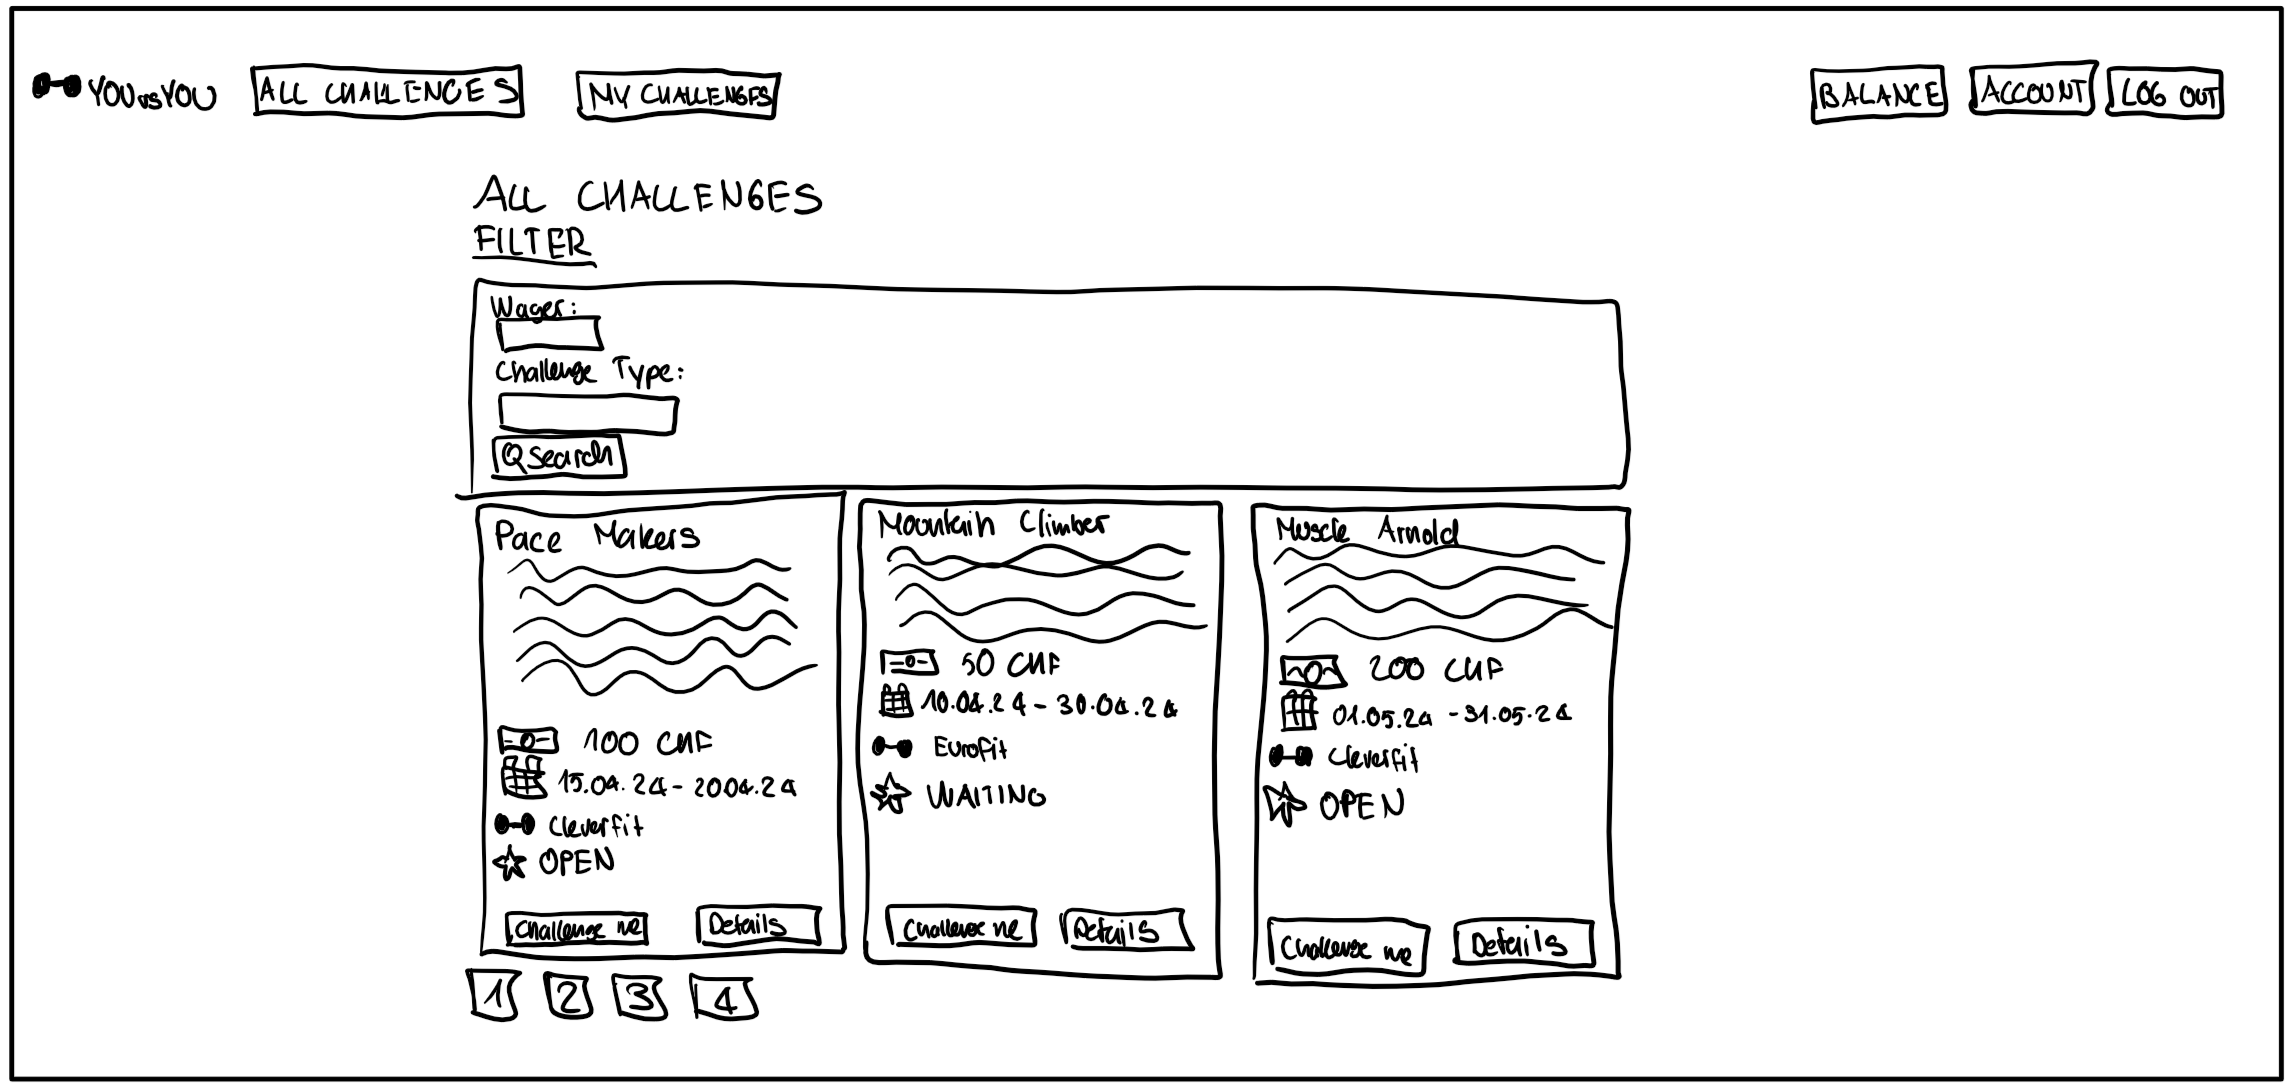 YOUvsYOU ALL CHALLENGES MY CHALLENGES BALANCE ACCOUNT LOG OUT
ALL CHALLENGES
FILTER
Wager:
Challenge Type:
Search
Pace Makers
100 CHF
15.04.24 - 20.04.24
Cleverfit
OPEN
Challenge me Details
Mountain Climber
50 CHF
10.04.24 - 30.04.24
Eurofit
WAITING
Challenge me Details
Muscle Arnold
200 CHF
01.05.24 - 31.05.24
Cleverfit
OPEN
Challenge me Details
1 2 3 4